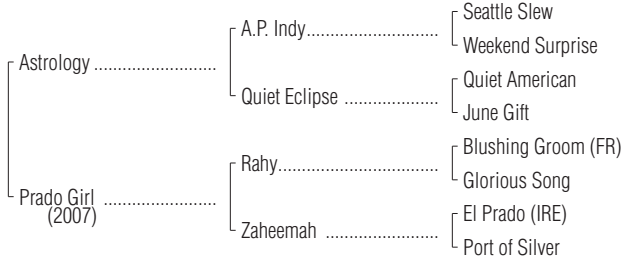 Seattle Slew
A.P. Indy..............................
Weekend Surprise
Astrology ............................
Quiet American
Quiet Eclipse ......................
June Gift
Blushing Groom (FR)
Rahy.....................................
Glorious Song
Prado Girl ..........................
(2007)
El Prado (IRE)
Zaheemah ..........................
Port of Silver